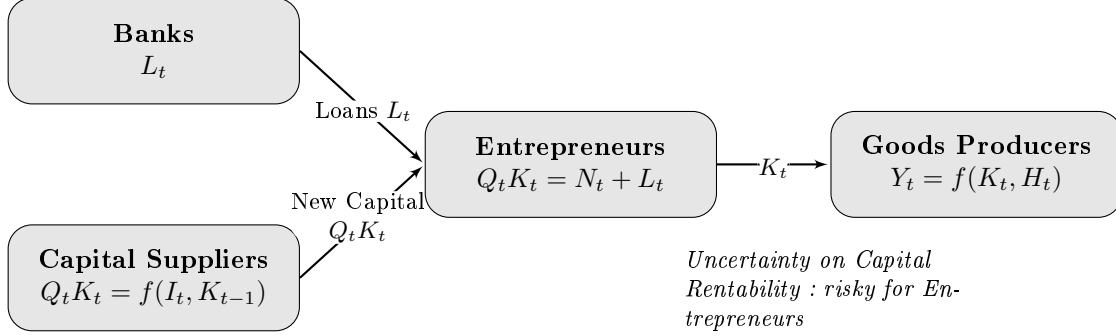 Banks
L_t
Loans L_t
Entrepreneurs
Q_tK_t = N_t + L_t
K_t
Goods Producers
Y_t = f(K_t, H_t)
New Capital
Q_tK_t
Capital Suppliers
Q_tK_t = f(I_t, K_{t-1})
Uncertainty on Capital
Rentability : risky for En-
trepreneurs